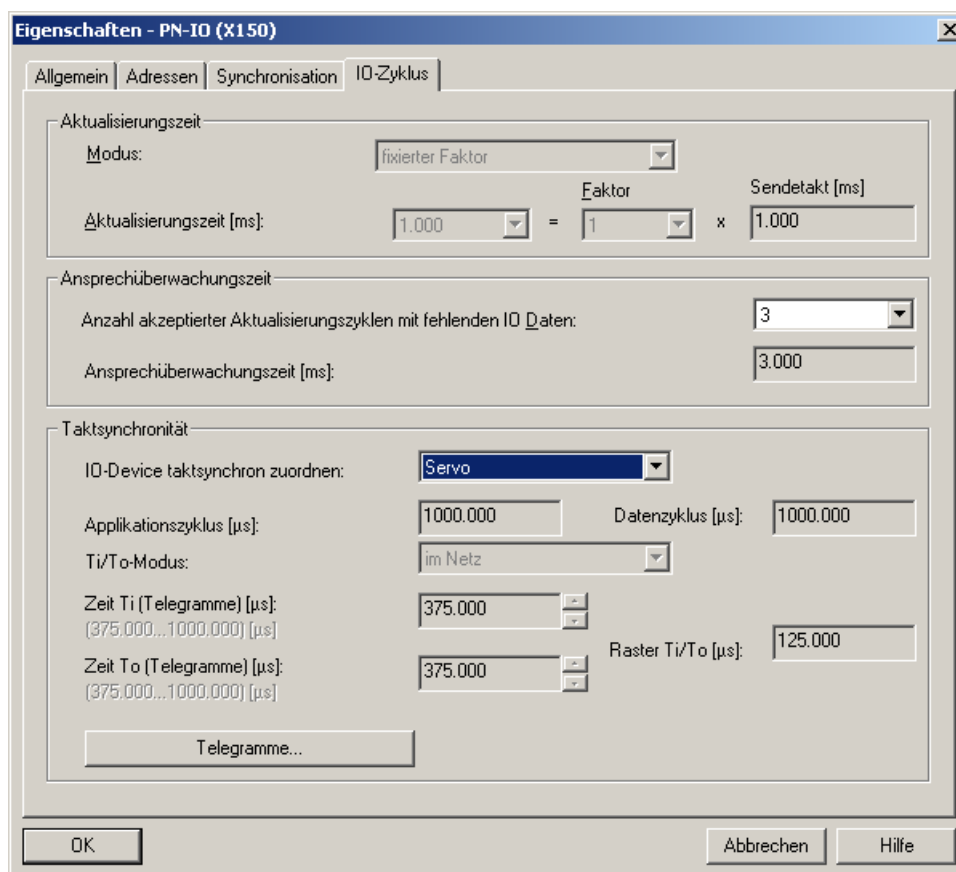 Eigenschaften - PN-IO (X150)
Allgemein Adressen Synchronisation IO-Zyklus
Aktualisierungszeit
Modus: fixierter Faktor
Faktor Sendetakt [ms]
Aktualisierungszeit [ms]: 1.000 = 1 x 1.000
Ansprechüberwachungszeit
Anzahl akzeptierter Aktualisierungszyklen mit fehlenden IO Daten: 3
Ansprechüberwachungszeit [ms]: 3.000
Taktsynchronität
IO-Device taktsynchron zuordnen: Servo
Applikationszyklus [µs]: 1000.000 Datenzyklus [µs]: 1000.000
Ti/To-Modus: im Netz
Zeit Ti (Telegramme) [µs]: 375.000
(375.000...1000.000) [µs]
Raster Ti/To [µs]: 125.000
Zeit To (Telegramme) [µs]: 375.000
(375.000...1000.000) [µs]
Telegramme...
OK Abbrechen Hilfe